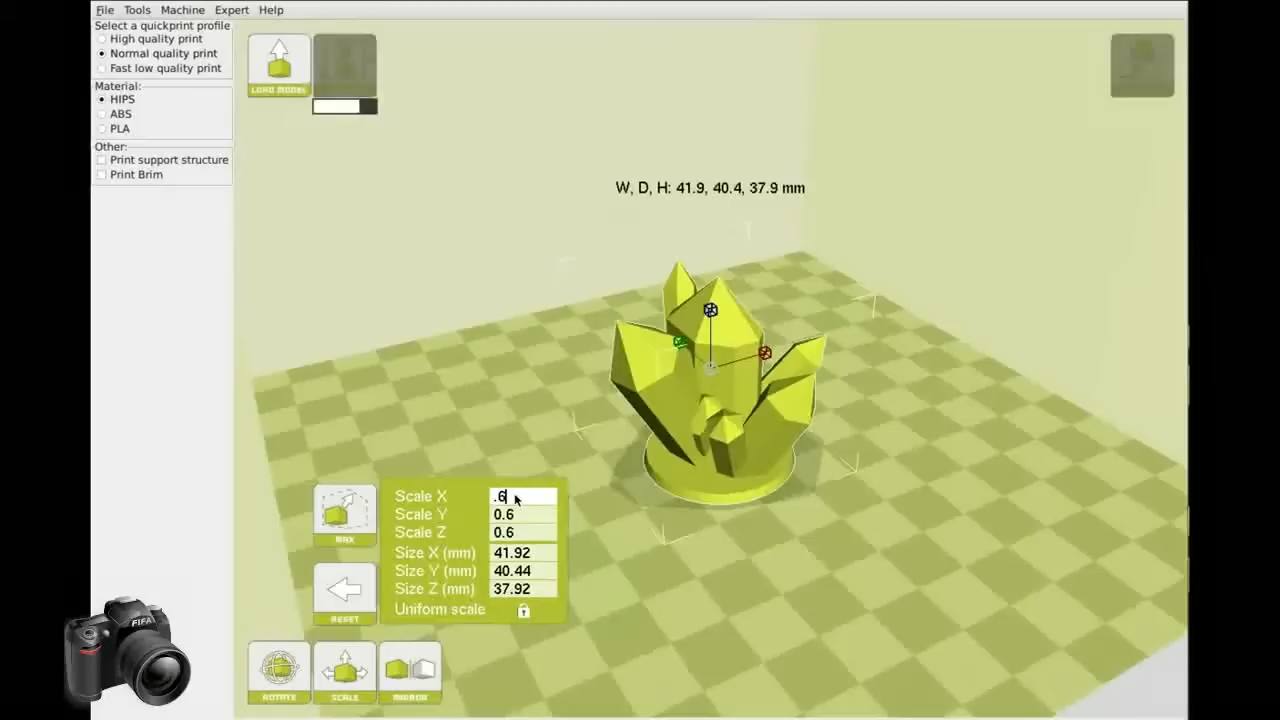 File Tools Machine Expert Help
Select a quickprint profile
High quality print
Normal quality print
Fast low quality print
Material:
HIPS
ABS
PLA
Other:
Print support structure
Print Brim
LOAD MODEL
W, D, H: 41.9, 40.4, 37.9 mm
Scale X .6
Scale Y 0.6
Scale Z 0.6
Size X (mm) 41.92
Size Y (mm) 40.44
Size Z (mm) 37.92
Uniform scale
MAX
RESET
ROTATE SCALE MIRROR
FIFA